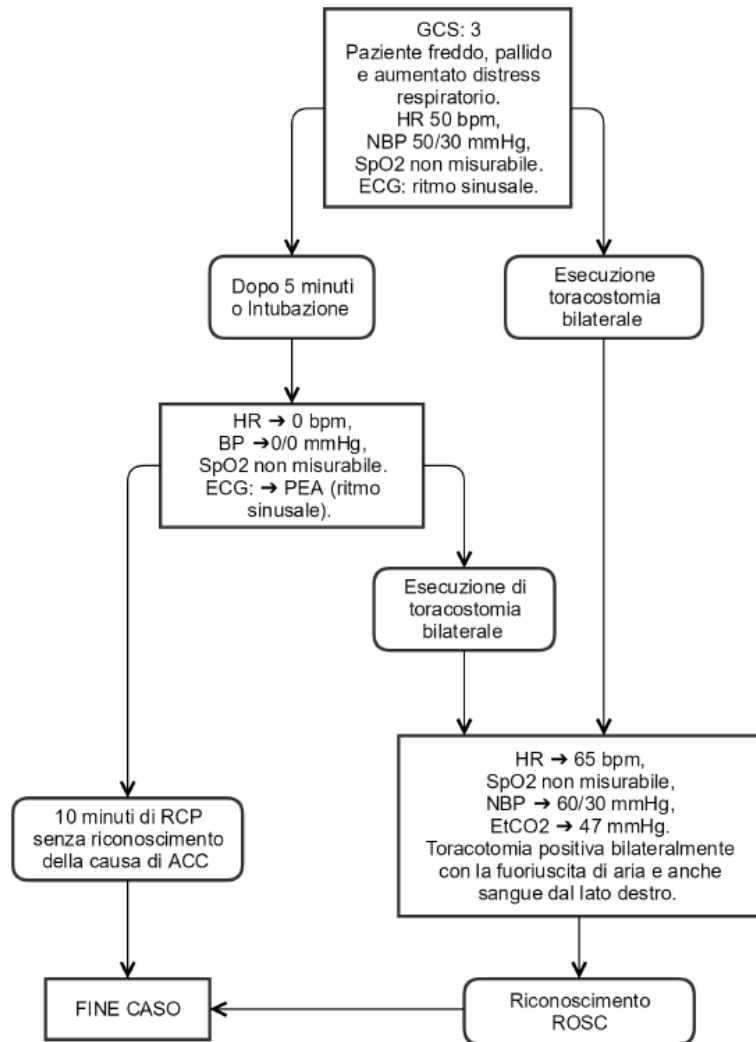 GCS: 3
Paziente freddo, pallido
e aumentato distress
respiratorio.
HR 50 bpm,
NBP 50/30 mmHg,
SpO2 non misurabile.
ECG: ritmo sinusale.
Dopo 5 minuti
o Intubazione
Esecuzione
toracostomia
bilaterale
HR ➔ 0 bpm,
BP ➔0/0 mmHg,
SpO2 non misurabile.
ECG: ➔ PEA (ritmo
sinusale).
Esecuzione di
toracostomia
bilaterale
HR ➔ 65 bpm,
SpO2 non misurabile,
NBP ➔ 60/30 mmHg,
EtCO2 ➔ 47 mmHg.
Toracotomia positiva bilateralmente
con la fuoriuscita di aria e anche
sangue dal lato destro.
10 minuti di RCP
senza riconoscimento
della causa di ACC
FINE CASO
Riconoscimento
ROSC